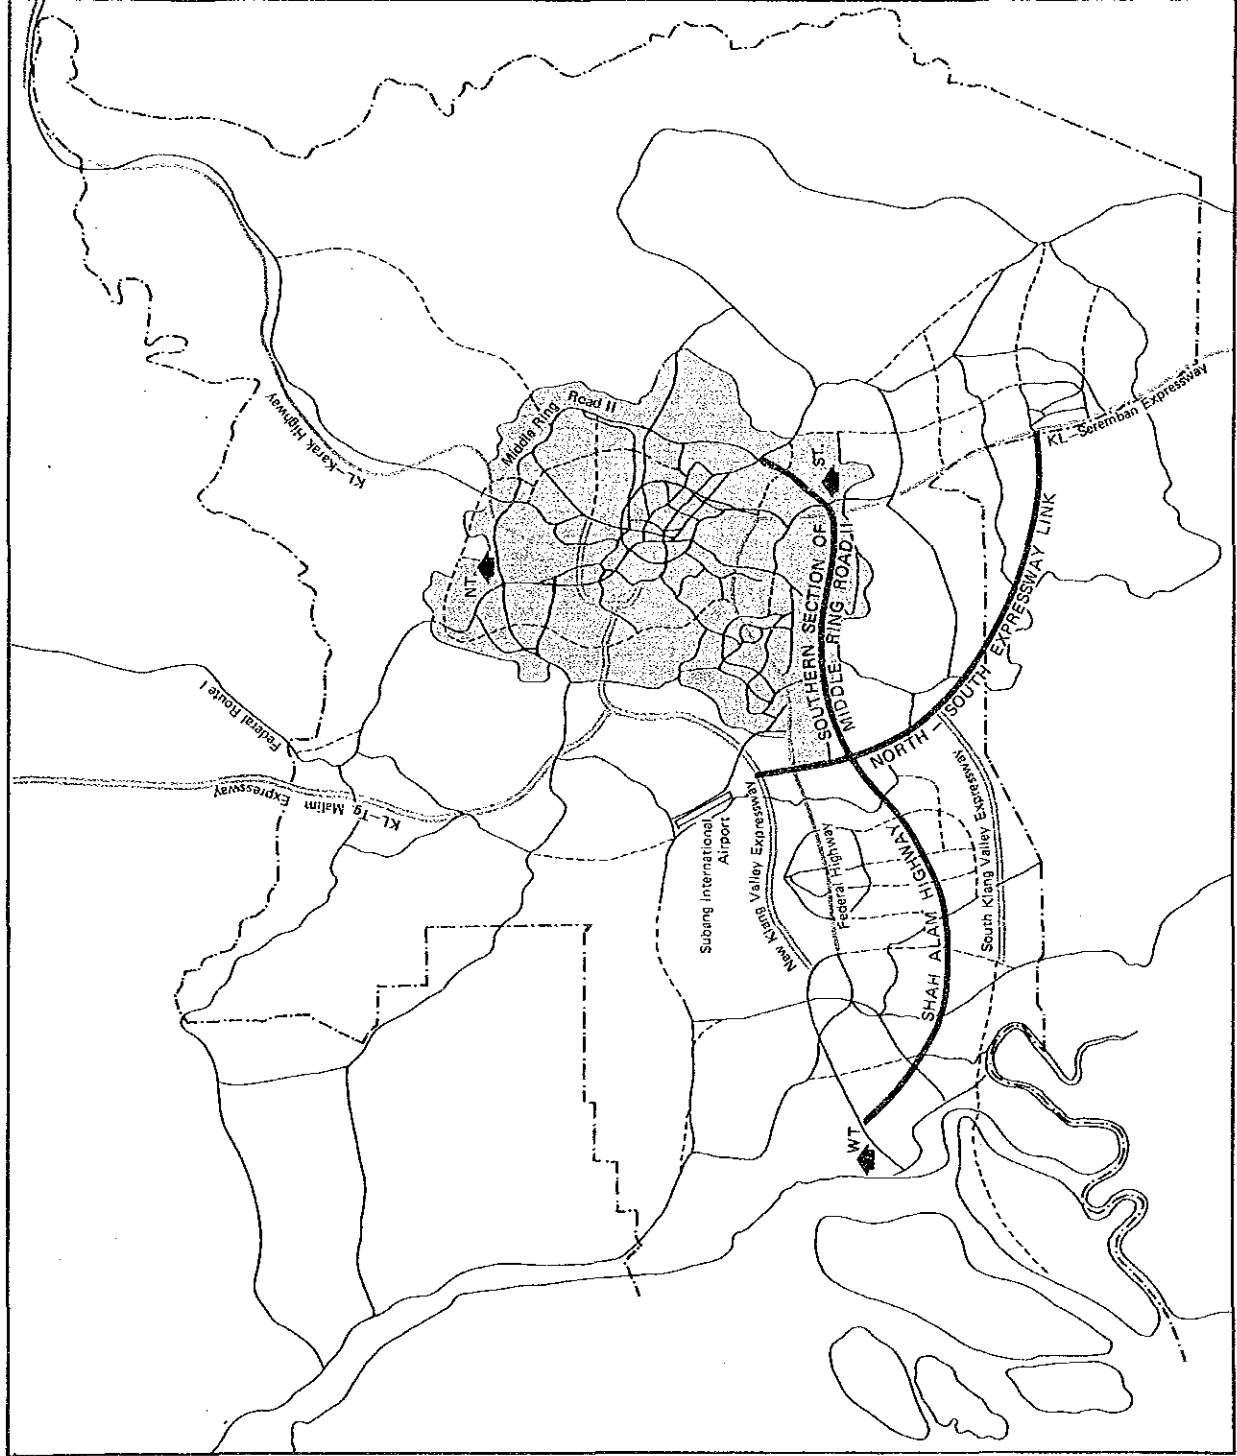 KL-Karak Highway
Middle Ring Road II
Federal Route I
KL-Tg. Malim Expressway
NT.
ST.
WT.
SOUTHERN SECTION OF
MIDDLE RING ROAD II
NORTH - SOUTH EXPRESSWAY LINK
KL-Seremban Expressway
Subang International
Airport
New Klang Valley Expressway
Federal Highway
SHAH ALAM HIGHWAY
South Klang Valley Expressway